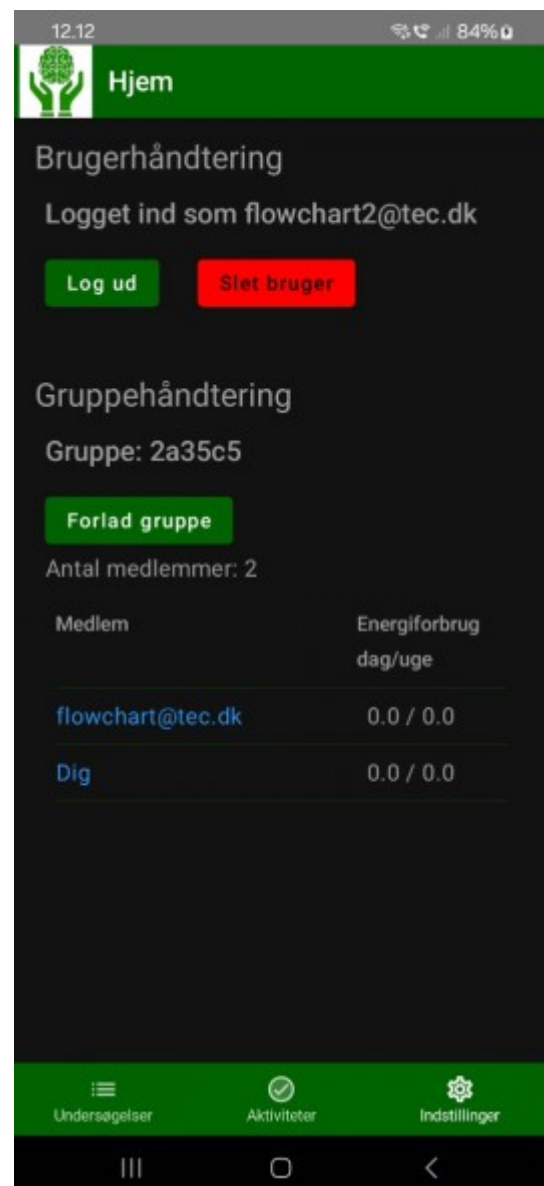 12.12
84%
Hjem
Brugerhåndtering
Logget ind som flowchart2@tec.dk
Log ud
Slet bruger
Gruppehåndtering
Gruppe: 2a35c5
Forlad gruppe
Antal medlemmer: 2
Medlem
Energiforbrug
dag/uge
flowchart@tec.dk
0.0 / 0.0
Dig
0.0 / 0.0
Undersøgelser
Aktiviteter
Indstillinger